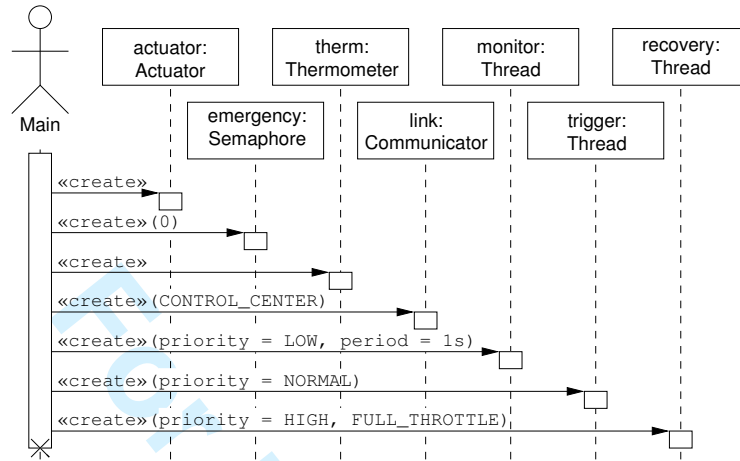 actuator:
Actuator
therm:
Thermometer
monitor:
Thread
recovery:
Thread
Main
emergency:
Semaphore
link:
Communicator
trigger:
Thread
«create»
«create»(0)
«create»
«create»(CONTROL_CENTER)
«create»(priority = LOW, period = 1s)
«create»(priority = NORMAL)
«create»(priority = HIGH, FULL_THROTTLE)
For